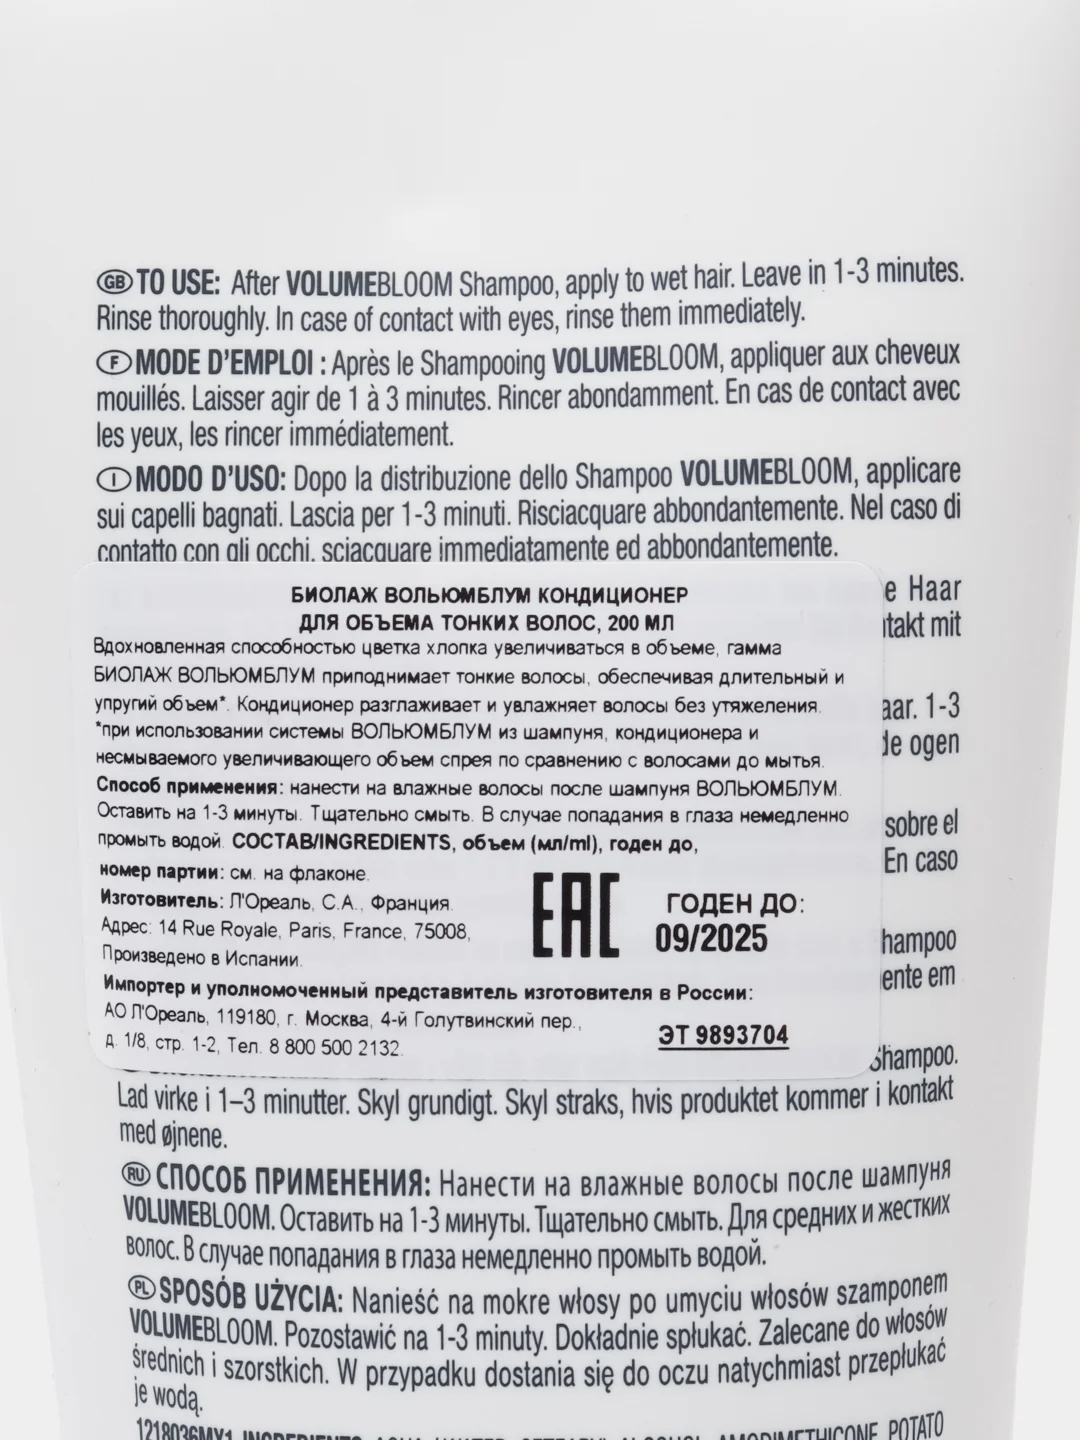 GB TO USE: After VOLUMEBLOOM Shampoo, apply to wet hair. Leave in 1-3 minutes.
Rinse thoroughly. In case of contact with eyes, rinse them immediately.
F MODE D'EMPLOI : Après le Shampooing VOLUMEBLOOM, appliquer aux cheveux
mouillés. Laisser agir de 1 à 3 minutes. Rincer abondamment. En cas de contact avec
les yeux, les rincer immédiatement.
I MODO D'USO: Dopo la distribuzione dello Shampoo VOLUMEBLOOM, applicare
sui capelli bagnati. Lascia per 1-3 minuti. Risciacquare abbondantemente. Nel caso di
contatto con gli occhi, sciacquare immediatamente ed abbondantemente.
Haar
mit
БИОЛАЖ ВОЛЬЮМБЛУМ КОНДИЦИОНЕР
ДЛЯ ОБЪЕМА ТОНКИХ ВОЛОС, 200 МЛ
Вдохновленная способностью цветка хлопка увеличиваться в объеме, гамма
БИОЛАЖ ВОЛЬЮМБЛУМ приподнимает тонкие волосы, обеспечивая длительный и
упругий объем*. Кондиционер разглаживает и увлажняет волосы без утяжеления.
*при использовании системы ВОЛЬЮМБЛУМ из шампуня, кондиционера и
несмываемого увеличивающего объем спрея по сравнению с волосами до мытья.
Способ применения: нанести на влажные волосы после шампуня ВОЛЬЮМБЛУМ.
Оставить на 1-3 минуты. Тщательно смыть. В случае попадания в глаза немедленно
промыть водой. СОСТАВ/INGREDIENTS, объем (мл/ml), годен до,
номер партии: см. на флаконе.
Изготовитель: Л'Ореаль, С.А., Франция.
Адрес: 14 Rue Royale, Paris, France, 75008,
Произведено в Испании.
EAC
ГОДЕН ДО:
09/2025
Импортер и уполномоченный представитель изготовителя в России:
АО Л'Ореаль, 119180, г. Москва, 4-й Голутвинский пер.,
д. 1/8, стр. 1-2, Тел. 8 800 500 2132.
ЭТ 9893704
1-3
de ogen
sobre el
En caso
em
Shampoo.
Lad virke i 1–3 minutter. Skyl grundigt. Skyl straks, hvis produktet kommer i kontakt
med øjnene.
RU СПОСОБ ПРИМЕНЕНИЯ: Нанести на влажные волосы после шампуня
VOLUMEBLOOM. Оставить на 1-3 минуты. Тщательно смыть. Для средних и жестких
волос. В случае попадания в глаза немедленно промыть водой.
PL SPOSÓB UŻYCIA: Nanieść na mokre włosy po umyciu włosów szamponem
VOLUMEBLOOM. Pozostawić na 1-3 minuty. Dokładnie spłukać. Zalecane do włosów
średnich i szorstkich. W przypadku dostania się do oczu natychmiast przepłukać
je wodą.
1218036MY1 INGREDIENTS: AQUA AMODIMETHICONE, POTATO